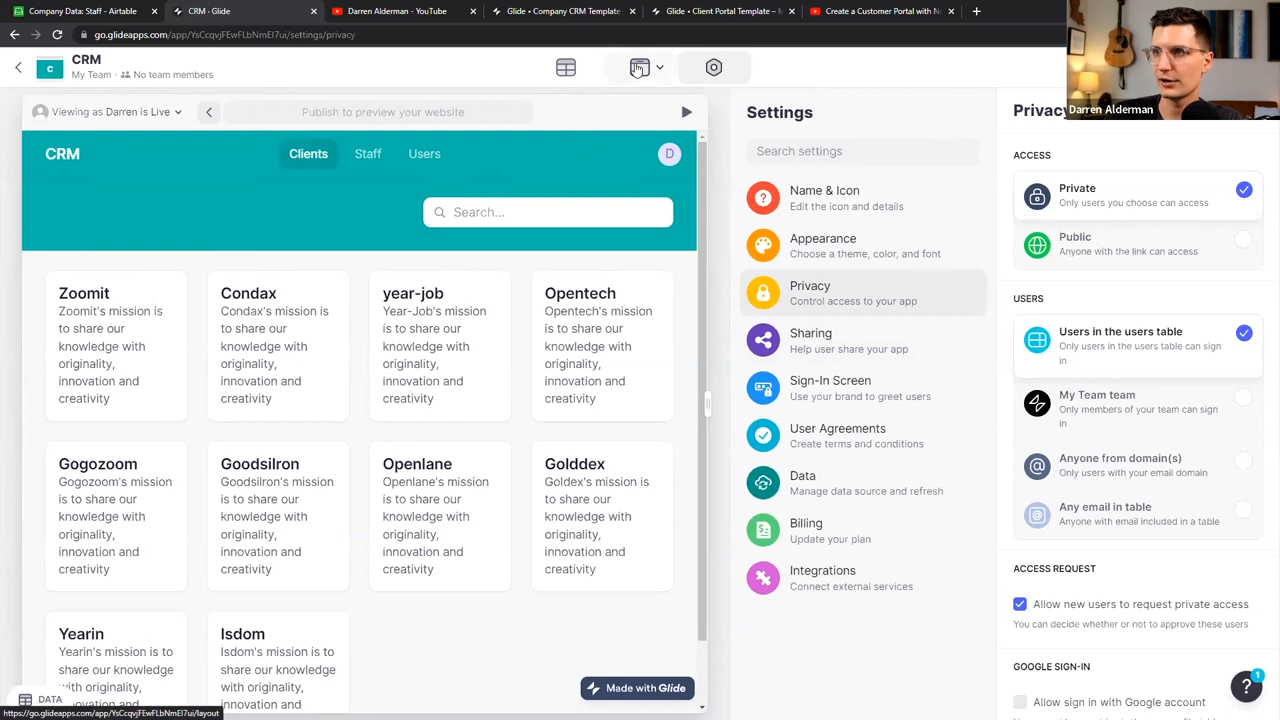 Company Data: Staff - Airtable
CRM - Glide
Darren Alderman - YouTube
Glide • Company CRM Template
Glide • Client Portal Template – N
Create a Customer Portal with N
go.glideapps.com/app/YsCcqvjFEwFLbNmEI7ui/settings/privacy
c
CRM
My Team • No team members
Darren Alderman
Viewing as Darren is Live
Publish to preview your website
CRM
Clients
Staff
Users
D
Search...
Zoomit
Zoomit's mission
is to share our
knowledge with
originality,
innovation and
creativity
Condax
Condax's mission
is to share our
knowledge with
originality,
innovation and
creativity
year-job
Year-Job's mission
is to share our
knowledge with
originality,
innovation and
creativity
Opentech
Opentech's mission
is to share our
knowledge with
originality,
innovation and
creativity
Gogozoom
Gogozoom's mission
is to share our
knowledge with
originality,
innovation and
creativity
Goodsilron
Goodsilron's mission
is to share our
knowledge with
originality,
innovation and
creativity
Openlane
Openlane's mission
is to share our
knowledge with
originality,
innovation and
creativity
Golddex
Goldex's mission is
to share our
knowledge with
originality,
innovation and
creativity
Yearin
Yearin's mission is to
share our knowledge
with originality,
innovation and
Isdom
Isdom's mission is to
share our knowledge
with originality,
innovation and
Made with Glide
DATA
https://go.glideapps.com/app/YsCcqvjFEwFLbNmEI7ui/layout
Settings
Search settings
Name & Icon
Edit the icon and details
Appearance
Choose a theme, color, and font
Privacy
Control access to your app
Sharing
Help user share your app
Sign-In Screen
Use your brand to greet users
User Agreements
Create terms and conditions
Data
Manage data source and refresh
Billing
Update your plan
Integrations
Connect external services
Privacy
ACCESS
Private
Only users you choose can access
Public
Anyone with the link can access
USERS
Users in the users table
Only users in the users table can sign
in
My Team team
Only members of your team can sign
in
Anyone from domain(s)
Only users with your email domain
Any email in table
Anyone with email included in a table
ACCESS REQUEST
Allow new users to request private access
You can decide whether or not to approve these users
GOOGLE SIGN-IN
Allow sign in with Google account
?
1